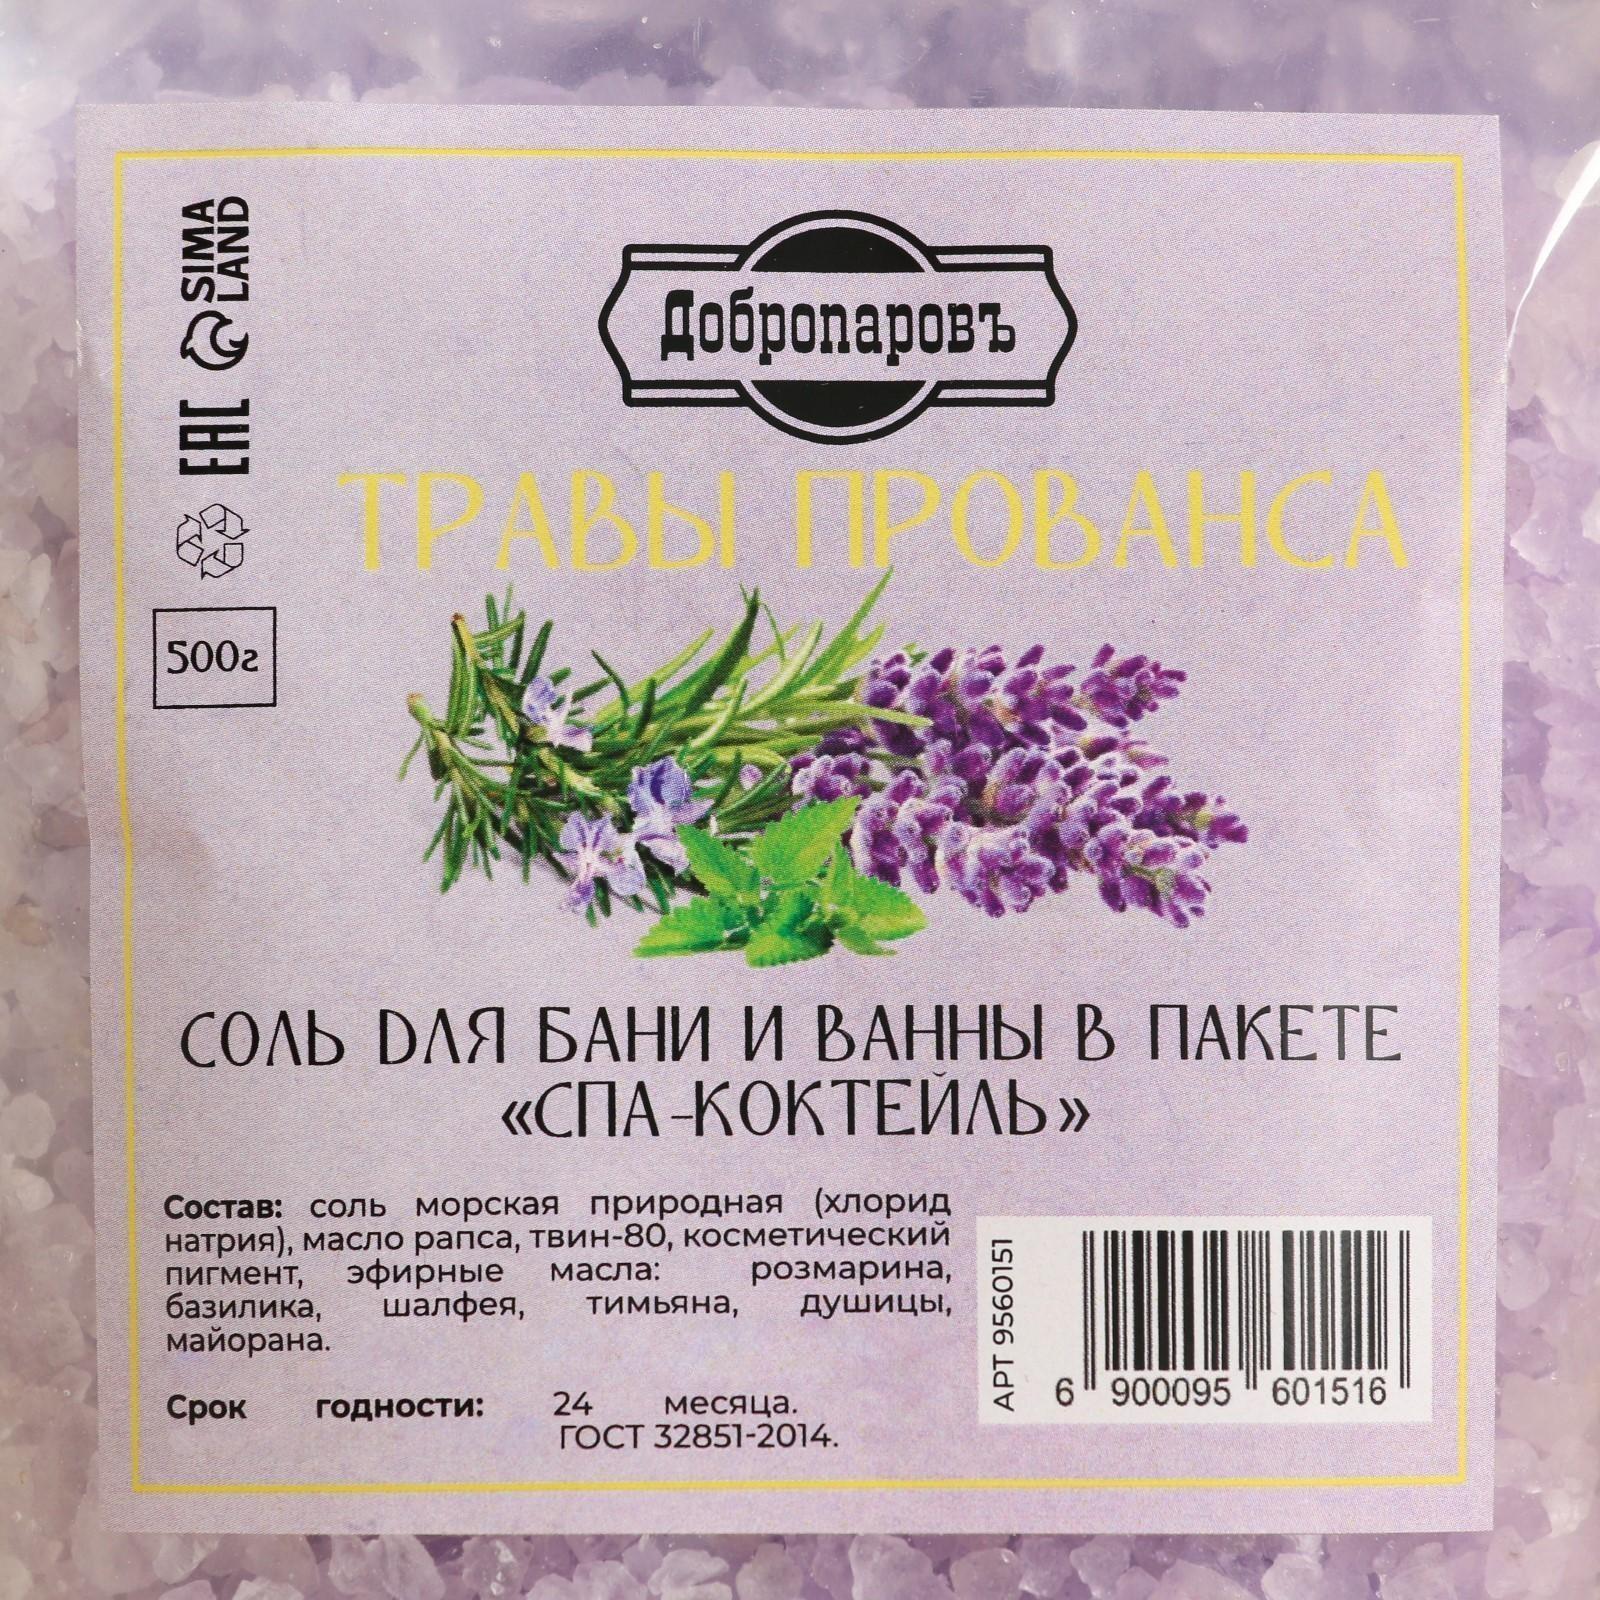 SIMA
LAND
EAC
500г
Добропаровъ
ТРАВЫ ПРОВАНСА
СОЛЬ ДЛЯ БАНИ И ВАННЫ В ПАКЕТЕ
«СПА-КОКТЕЙЛЬ»
Состав: соль морская природная (хлорид
натрия), масло рапса, твин-80, косметический
пигмент, эфирные масла: розмарина,
базилика, шалфея, тимьяна, душицы,
майорана.
Срок годности: 24 месяца.
ГОСТ 32851-2014.
АРТ 9560151
6 900095 601516